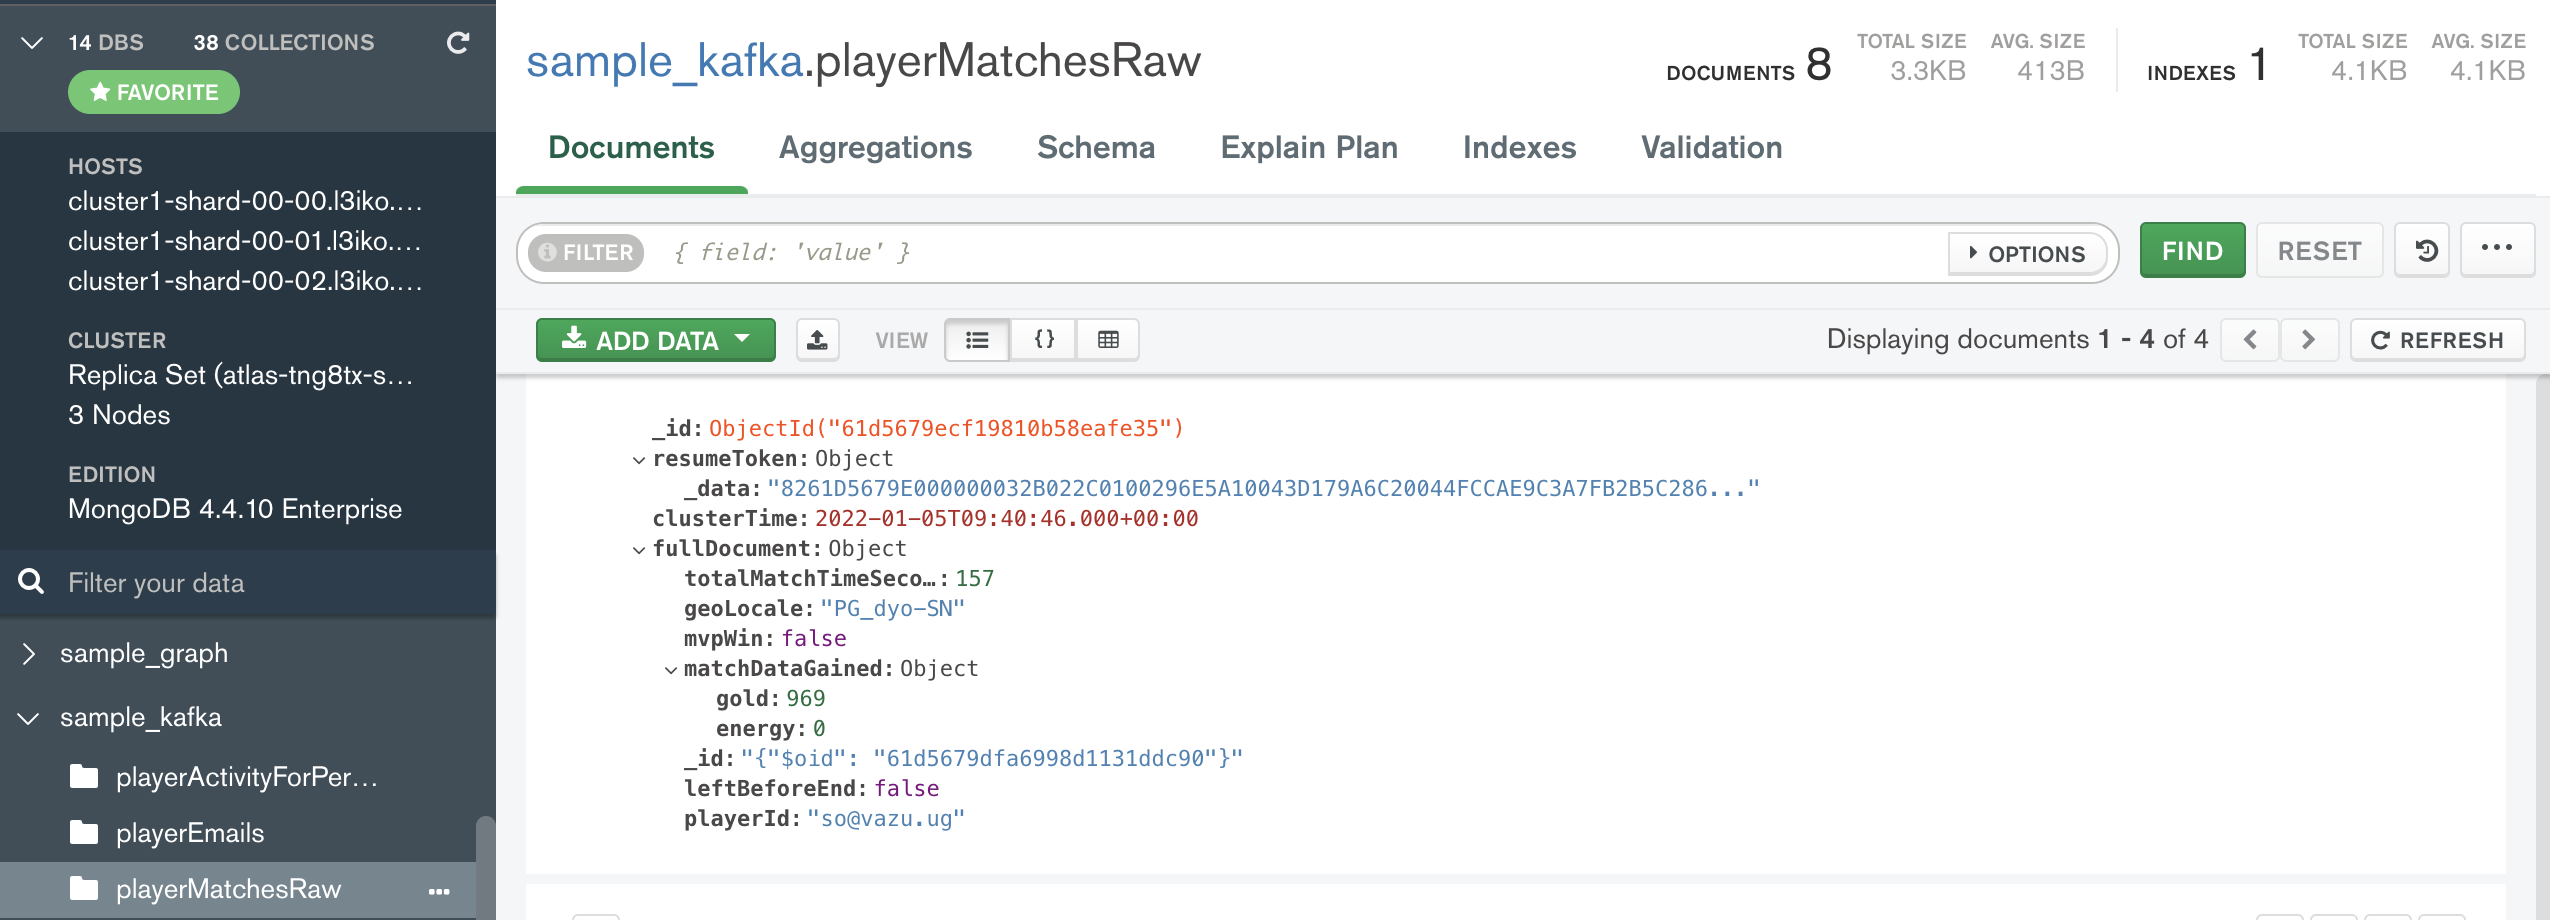 14 DBS 38 COLLECTIONS
FAVORITE
HOSTS
cluster1-shard-00-00.l3iko....
cluster1-shard-00-01.l3iko....
cluster1-shard-00-02.l3iko....
CLUSTER
Replica Set (atlas-tng8tx-s...
3 Nodes
EDITION
MongoDB 4.4.10 Enterprise
Filter your data
sample_graph
sample_kafka
playerActivityForPer...
playerEmails
playerMatchesRaw
sample_kafka.playerMatchesRaw
DOCUMENTS 8 TOTAL SIZE 3.3KB AVG. SIZE 413B INDEXES 1 TOTAL SIZE 4.1KB AVG. SIZE 4.1KB
Documents Aggregations Schema Explain Plan Indexes Validation
FILTER { field: 'value' } OPTIONS FIND RESET ...
ADD DATA VIEW {} Displaying documents 1 - 4 of 4 REFRESH
_id: ObjectId("61d5679ecf19810b58eafe35")
resumeToken: Object
_data: "8261D5679E000000032B022C0100296E5A10043D179A6C20044FCCAE9C3A7FB2B5C286..."
clusterTime: 2022-01-05T09:40:46.000+00:00
fullDocument: Object
totalMatchTimeSeco…: 157
geoLocale: "PG_dyo-SN"
mvpWin: false
matchDataGained: Object
gold: 969
energy: 0
_id: "{"$oid": "61d5679dfa6998d1131ddc90"}"
leftBeforeEnd: false
playerId: "so@vazu.ug"